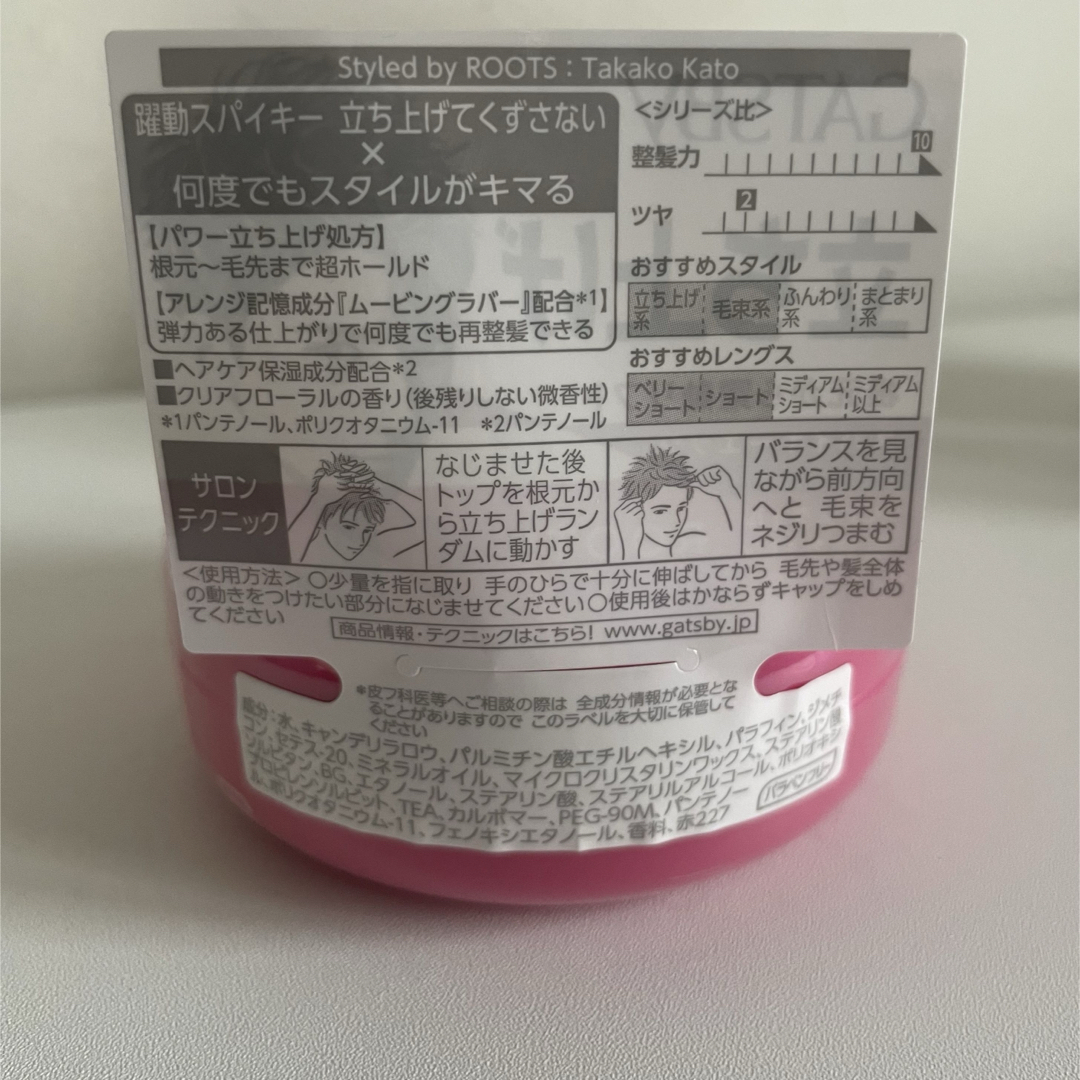 Styled by ROOTS : Takako Kato
躍動スパイキー 立ち上げてくずさない
×
何度でもスタイルがキマる
【パワー立ち上げ処方】
根元～毛先まで超ホールド
【アレンジ記憶成分『ムービングラバー』配合*1】
弾力ある仕上がりで何度でも再整髪できる
■ヘアケア保湿成分配合*2
■クリアフローラルの香り(後残りしない微香性)
*1パンテノール、ポリクオタニウム-11 *2パンテノール
<シリーズ比>
整髪力 10
ツヤ 2
おすすめスタイル
立ち上げ系 毛束系 ふんわり系 まとまり系
おすすめレングス
ベリーショート ショート ミディアムショート ミディアム以上
サロン
テクニック
なじませた後
トップを根元か
ら立ち上げラン
ダムに動かす
バランスを見
ながら前方向
へと 毛束を
ネジリつまむ
<使用方法> ○少量を指に取り 手のひらで十分に伸ばしてから 毛先や髪全体
の動きをつけたい部分になじませてください○使用後はかならずキャップをしめ
てください
商品情報・テクニックはこちら! www.gatsby.jp
*皮フ科医等へご相談の際は 全成分情報が必要とな
ることがありますので このラベルを大切に保管して
ください
成分:水、キャンデリラロウ、パルミチン酸エチルヘキシル、パラフィン、ジメチ
コン、セテス-20、ミネラルオイル、マイクロクリスタリンワックス、ステアリン酸
ソルビタン、BG、エタノール、ステアリン酸、ステアリルアルコール、ポリオキシ
プロピレンソルビット、TEA、カルボマー、PEG-90M、パンテノー
ル、ポリクオタニウム-11、フェノキシエタノール、香料、赤227
パラベンフリー